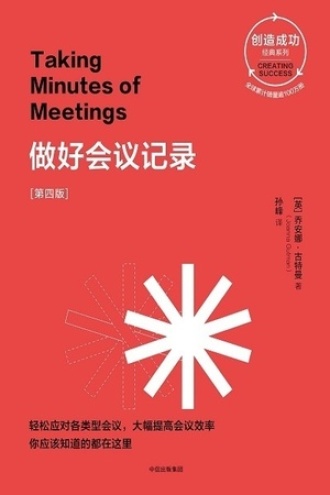 Taking
Minutes of
Meetings
做好会议记录
[第四版]
创造成功
经典系列
CREATING
SUCCESS
全球累计销量超100万册
[英] 乔安娜·古特曼 著
(Joanna Gutmann)
孙峰 译
轻松应对各类型会议，大幅提高会议效率
你应该知道的都在这里
中信出版集团